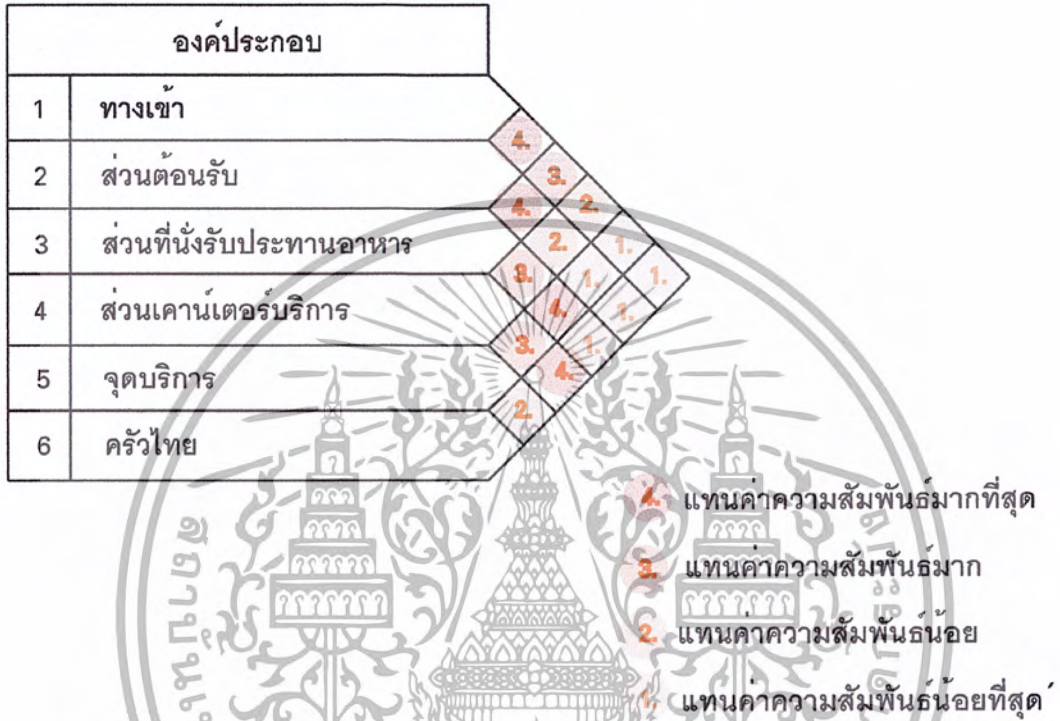 องค์ประกอบ
1 ทางเข้า
4.
3.
2 ส่วนต้อนรับ
4. 2.
3 ส่วนที่นั่งรับประทานอาหาร 2. 1.
3. 1. 1.
4 ส่วนเคาน์เตอร์บริการ 4. 1.
3. 1.
5 จุดบริการ 4.
2.
6 ครัวไทย
4. แทนค่าความสัมพันธ์มากที่สุด
3. แทนค่าความสัมพันธ์มาก
2. แทนค่าความสัมพันธ์น้อย
1. แทนค่าความสัมพันธ์น้อยที่สุด